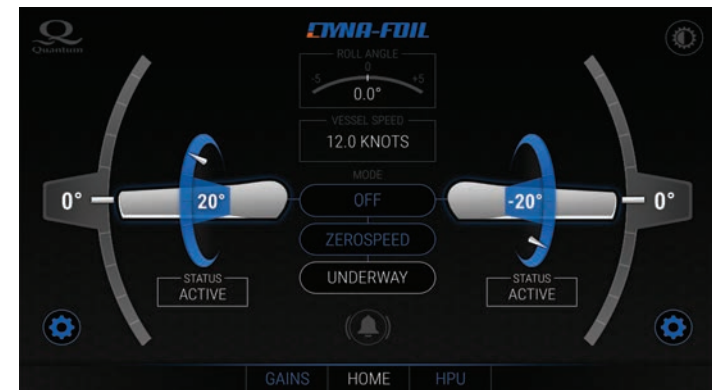 Quantum
DYNA-FOIL
ROLL ANGLE
0
-5 +5
0.0°
VESSEL SPEED
12.0 KNOTS
MODE
0° 20° OFF -20° 0°
ZEROSPEED
STATUS UNDERWAY STATUS
ACTIVE ACTIVE
GAINS HOME HPU